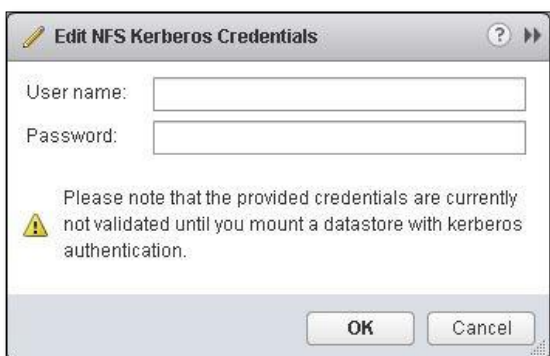 Edit NFS Kerberos Credentials ?
User name:
Password:
Please note that the provided credentials are currently
not validated until you mount a datastore with kerberos
authentication.
OK Cancel